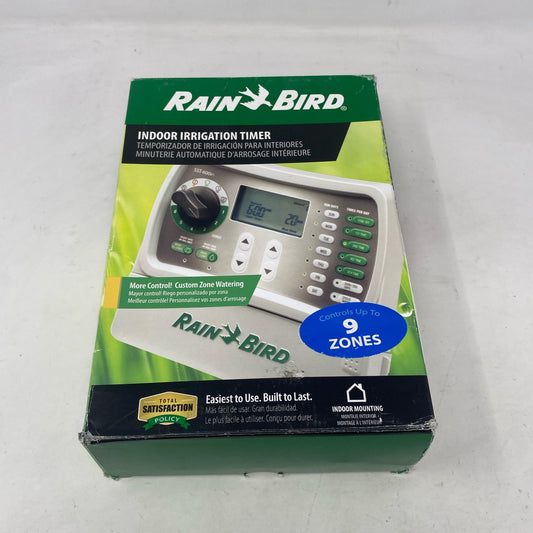 RAIN BIRD®
INDOOR IRRIGATION TIMER
TEMPORIZADOR DE IRRIGACIÓN PARA INTERIORES
MINUTERIE AUTOMATIQUE D'ARROSAGE INTÉRIEURE
More Control! Custom Zone Watering
Mayor control! Riego personalizado por zona
Meilleur contrôle! Personnalisez vos zones d'arrosage
RAIN BIRD
Controls Up To
9
ZONES
TOTAL
SATISFACTION
POLICY
Easiest to Use. Built to Last.
Más fácil de usar. Gran durabilidad.
Le plus facile à utiliser. Conçu pour durer.
INDOOR MOUNTING
MONTAJE INTERIOR
MONTAGE À L'INTÉRIEUR